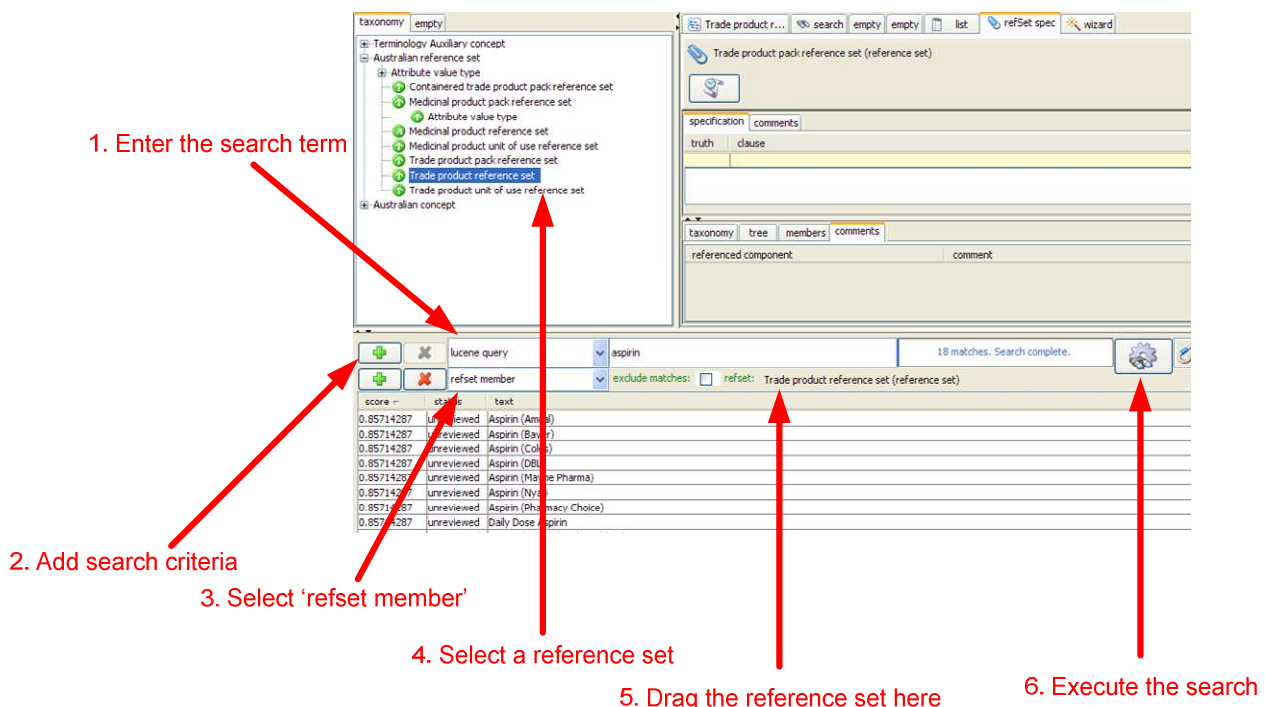 taxonomy empty
Terminology Auxiliary concept
Australian reference set
Attribute value type
Containered trade product pack reference set
Medicinal product pack reference set
Attribute value type
Medicinal product reference set
Medicinal product unit of use reference set
Trade product pack reference set
Trade product reference set
Trade product unit of use reference set
Australian concept
Trade product r... search empty empty list refSet spec wizard
Trade product pack reference set (reference set)
specification comments
truth clause
taxonomy tree members comments
referenced component comment
1. Enter the search term
lucene query aspirin 18 matches. Search complete.
refset member exclude matches: refset: Trade product reference set (reference set)
score status text
0.85714287 unreviewed Aspirin (Amcal)
0.85714287 unreviewed Aspirin (Bayer)
0.85714287 unreviewed Aspirin (Coles)
0.85714287 unreviewed Aspirin (DBL)
0.85714287 unreviewed Aspirin (Mayne Pharma)
0.85714287 unreviewed Aspirin (Nyal)
0.85714287 unreviewed Aspirin (Pharmacy Choice)
0.85714287 unreviewed Daily Dose Aspirin
2. Add search criteria
3. Select ‘refset member’
4. Select a reference set
5. Drag the reference set here
6. Execute the search